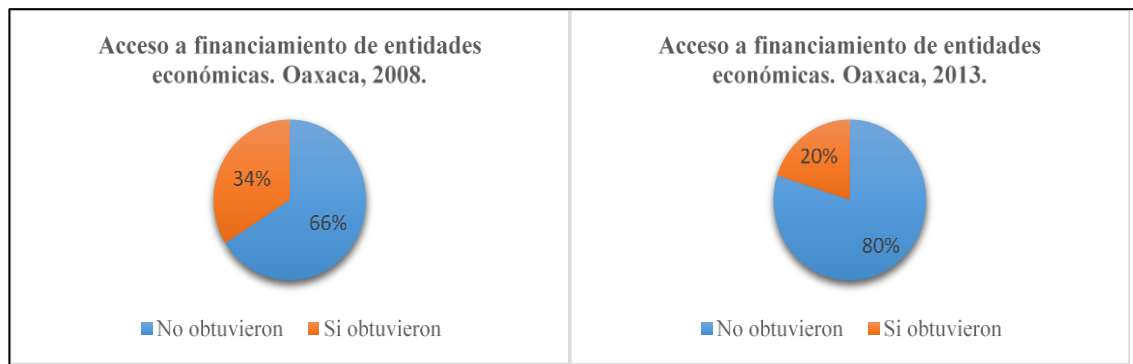 Acceso a financiamiento de entidades
económicas. Oaxaca, 2008.
34%
66%
No obtuvieron Si obtuvieron
Acceso a financiamiento de entidades
económicas. Oaxaca, 2013.
20%
80%
No obtuvieron Si obtuvieron